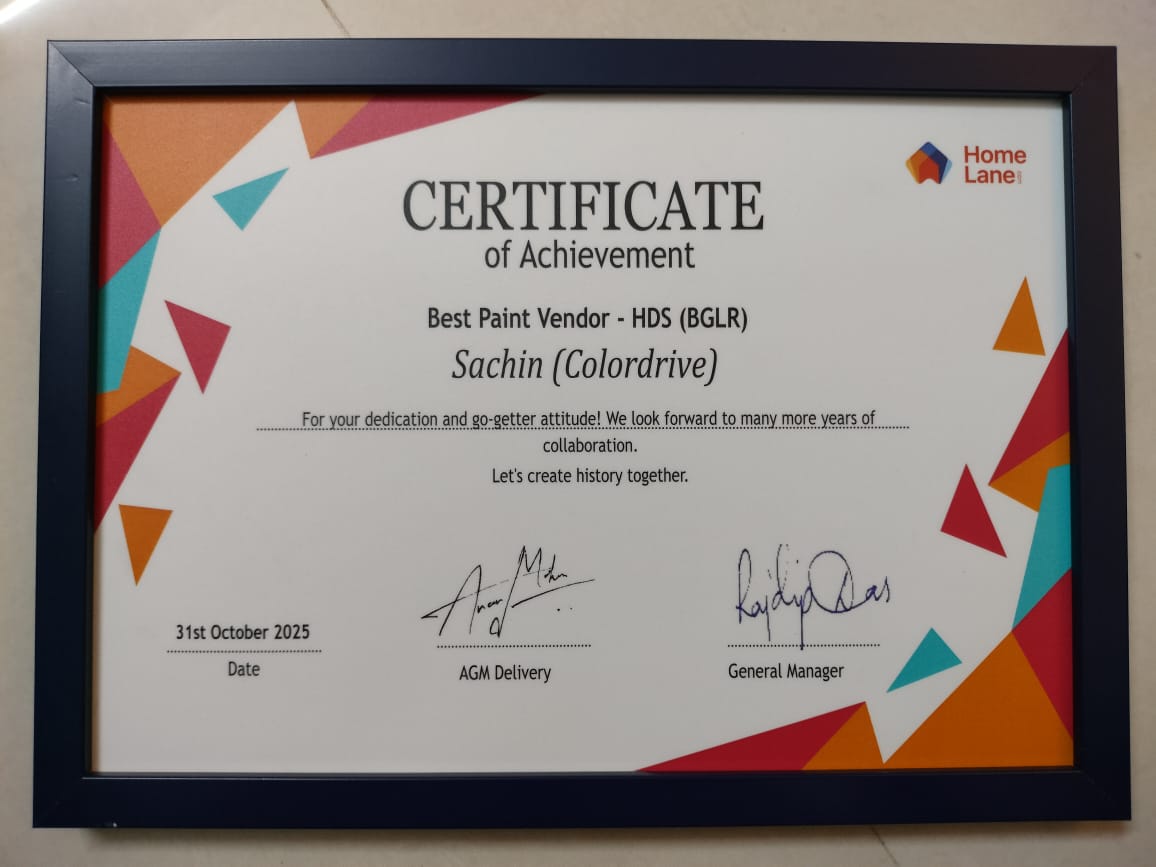 Home
Lane
CERTIFICATE
of Achievement
Best Paint Vendor - HDS (BGLR)
Sachin (Colordrive)
For your dedication and go-getter attitude! We look forward to many more years of
collaboration.
Let's create history together.
31st October 2025
Date
AGM Delivery
Rajdip Das
General Manager